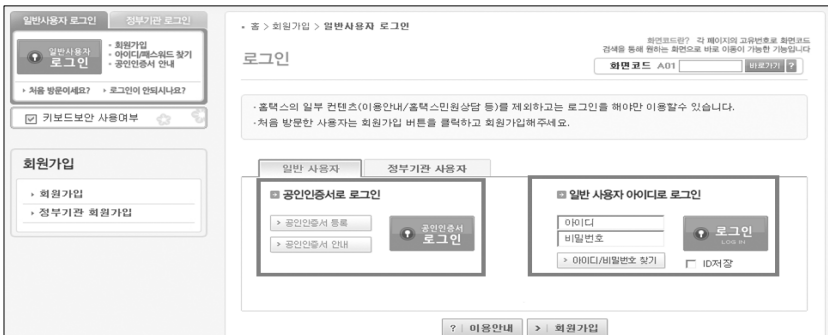 일반사용자 로그인
정부기관 로그인
일반사용자
로그인
· 회원가입
· 아이디/패스워드 찾기
· 공인인증서 안내
› 처음 방문이세요?
› 로그인이 안되시나요?
키보드보안 사용여부
회원가입
› 회원가입
› 정부기관 회원가입
• 홈 > 회원가입 > 일반사용자 로그인
로그인
화면코드란? 각 페이지의 고유번호로 화면코드
검색을 통해 원하는 화면으로 바로 이동이 가능한 기능입니다
화면코드 A01
바로가기
?
·홈택스의 일부 컨텐츠(이용안내/홈택스민원상담 등)를 제외하고는 로그인을 해야만 이용할수 있습니다.
·처음 방문한 사용자는 회원가입 버튼을 클릭하고 회원가입해주세요.
일반 사용자
정부기관 사용자
공인인증서로 로그인
› 공인인증서 등록
› 공인인증서 안내
공인인증서
로그인
일반 사용자 아이디로 로그인
아이디
비밀번호
› 아이디/비밀번호 찾기
로그인
LOG IN
ID저장
? 이용안내
> 회원가입